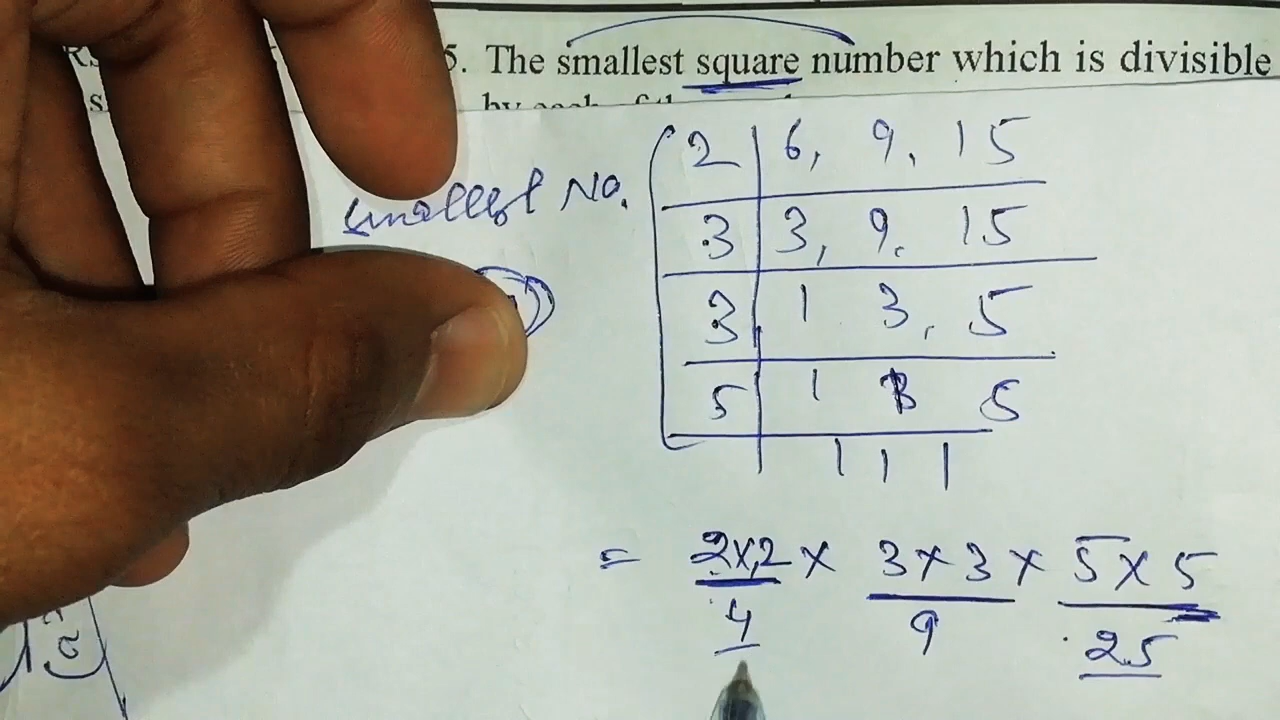 5. The smallest square number which is divisible
smallest No.
2 | 6, 9, 15
3 | 3, 9, 15
3 | 1 3, 5
5 | 1 1 5
1 1 1
= 2 x 2 x 3 x 3 x 5 x 5
4 9 25